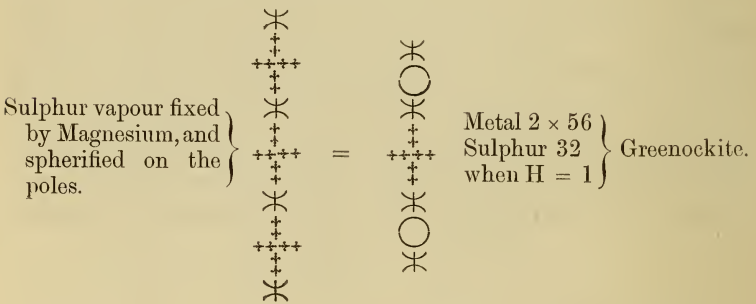 Sulphur vapour fixed
by Magnesium, and
spherified on the
poles.
=
Metal 2 × 56
Sulphur 32
when H = 1
Greenockite.